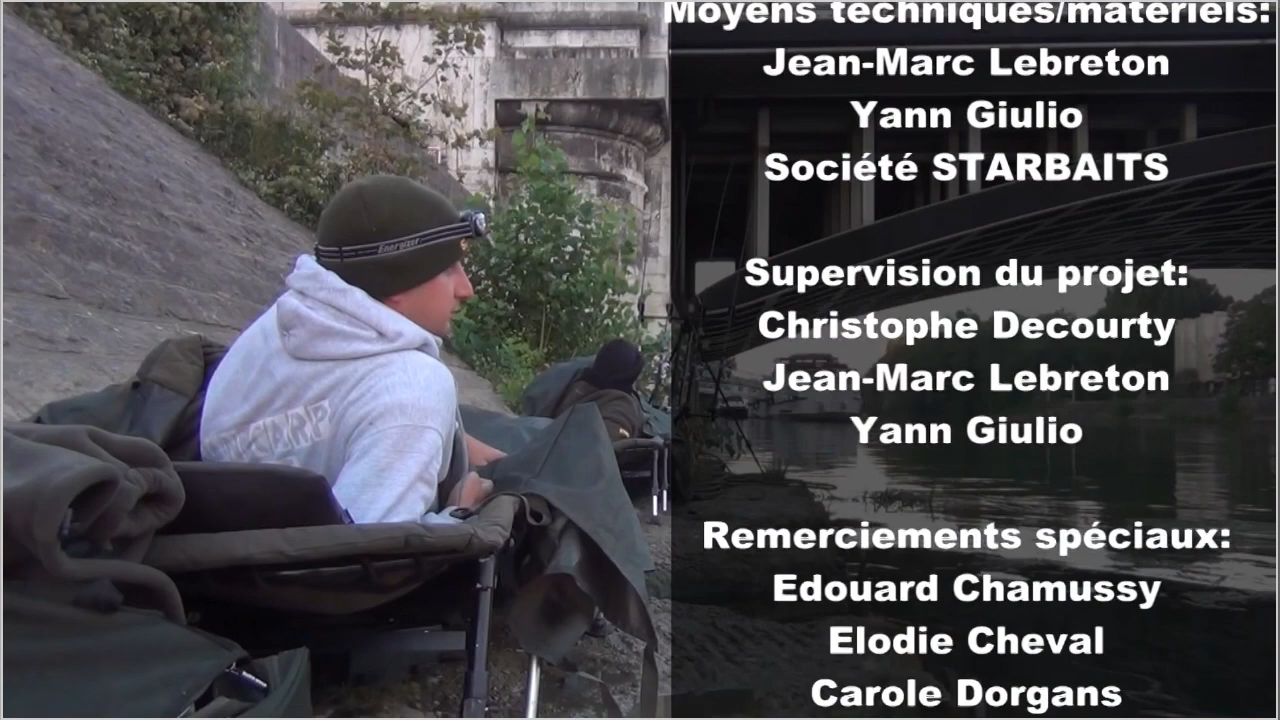 Moyens techniques/matériels:
Jean-Marc Lebreton
Yann Giulio
Société STARBAITS
Supervision du projet:
Christophe Decourty
Jean-Marc Lebreton
Yann Giulio
Remerciements spéciaux:
Edouard Chamussy
Elodie Cheval
Carole Dorgans
Energizer